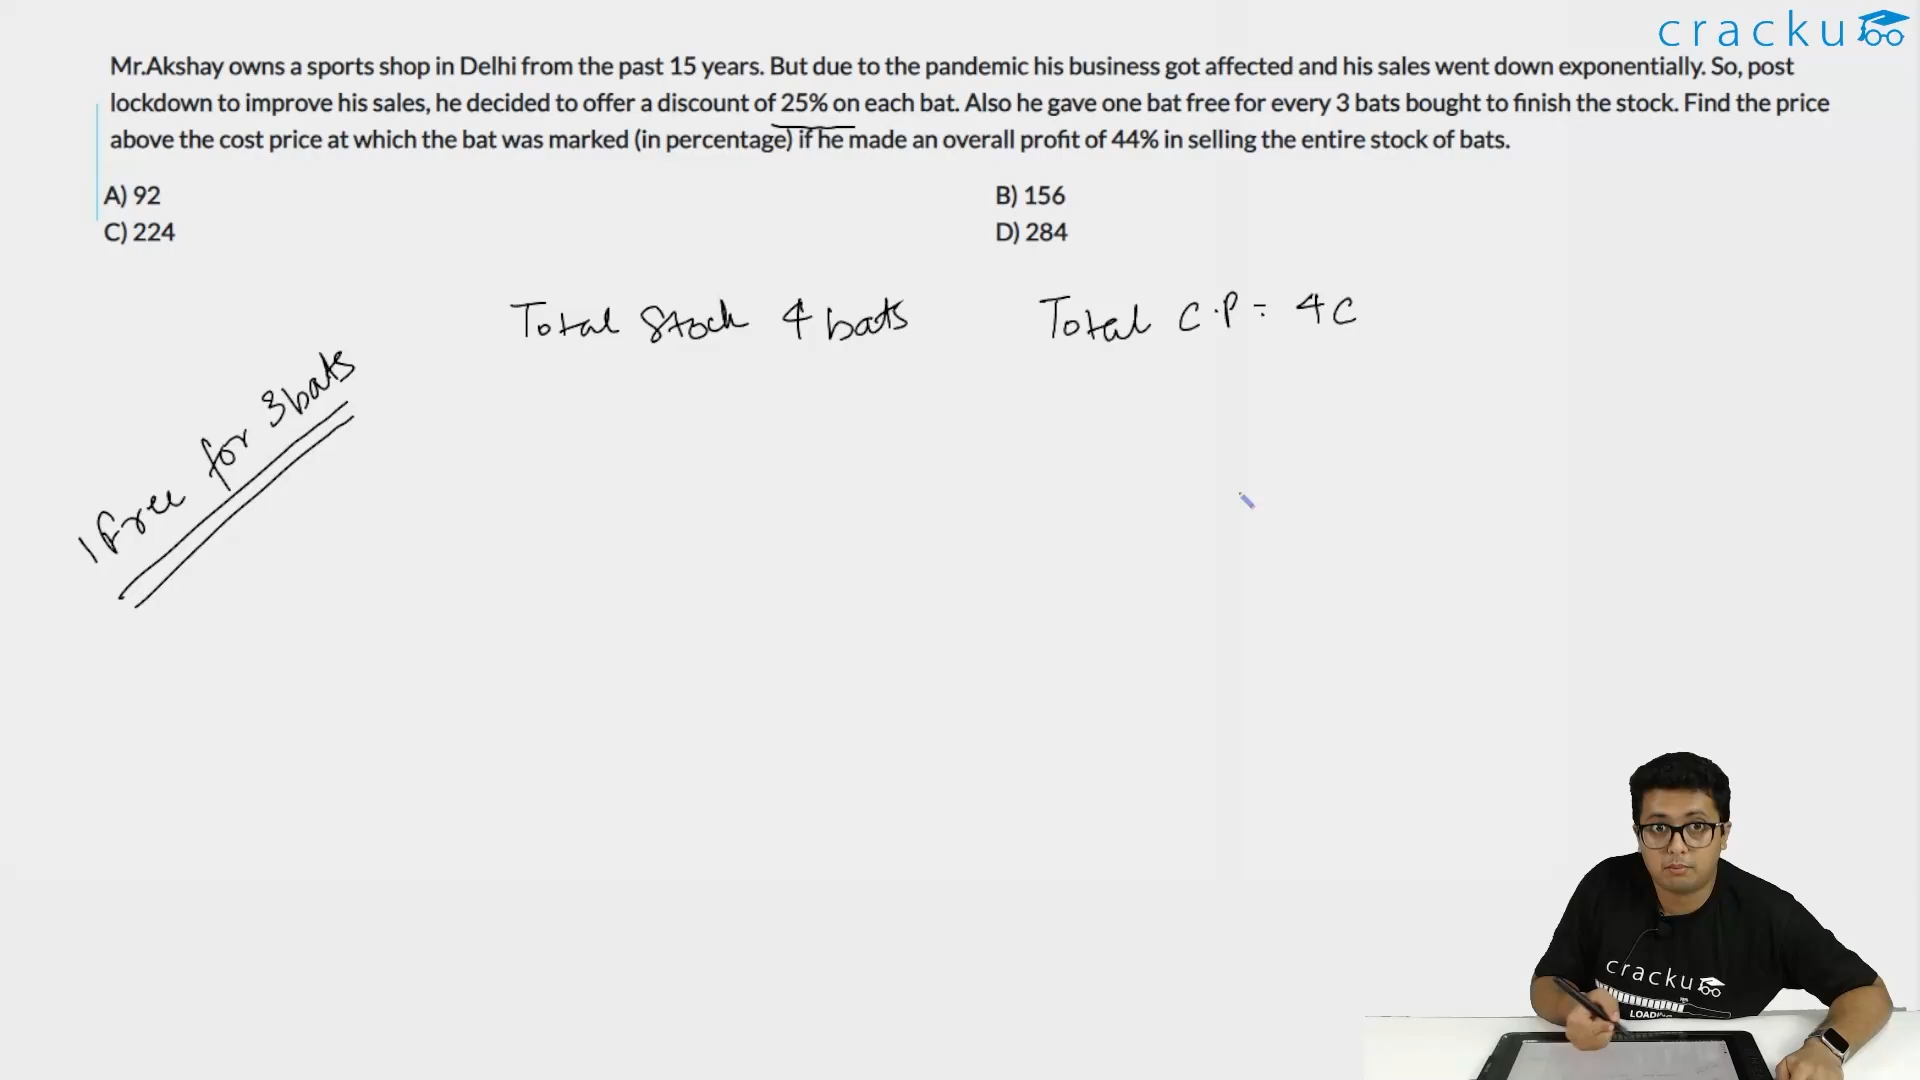 cracku
Mr.Akshay owns a sports shop in Delhi from the past 15 years. But due to the pandemic his business got affected and his sales went down exponentially. So, post
lockdown to improve his sales, he decided to offer a discount of 25% on each bat. Also he gave one bat free for every 3 bats bought to finish the stock. Find the price
above the cost price at which the bat was marked (in percentage) if he made an overall profit of 44% in selling the entire stock of bats.
A) 92
B) 156
C) 224
D) 284
Total Stock 4 bats
Total C.P = 4C
1 Free for 3 bats
cracku
LOADING